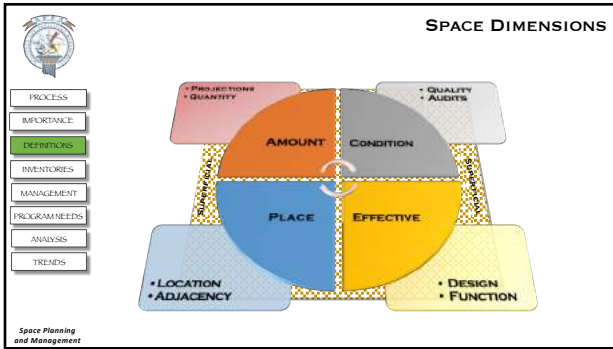 SPACE DIMENSIONS
PROCESS
IMPORTANCE
DEFINITIONS
INVENTORIES
MANAGEMENT
PROGRAM NEEDS
ANALYSIS
TRENDS
Space Planning
and Management
• PROJECTIONS
• QUANTITY
• QUALITY
• AUDITS
AMOUNT
CONDITION
PLACE
EFFECTIVE
• LOCATION
• ADJACENCY
• DESIGN
• FUNCTION